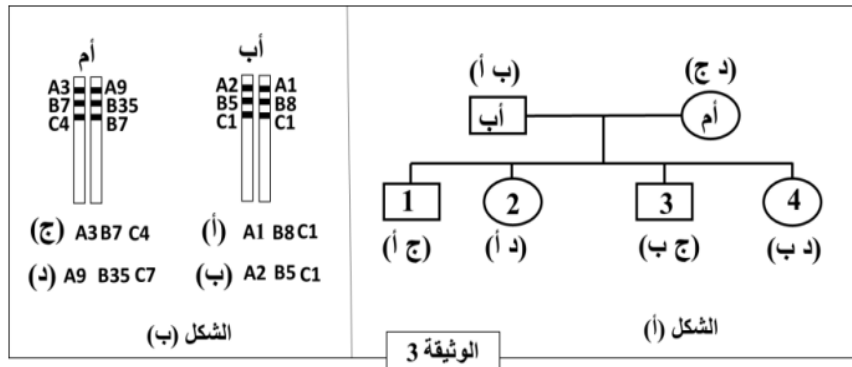 (ب أ)
(د ج)
أب
أم
1
2
3
4
(ج أ)
(د أ)
(ج ب)
(د ب)
الشكل (أ)
أب
أم
A2 A1
B5 B8
C1 C1
A3 A9
B7 B35
C4 B7
(أ) A1 B8 C1
(ب) A2 B5 C1
(ج) A3 B7 C4
(د) A9 B35 C7
الشكل (ب)
الوثيقة 3